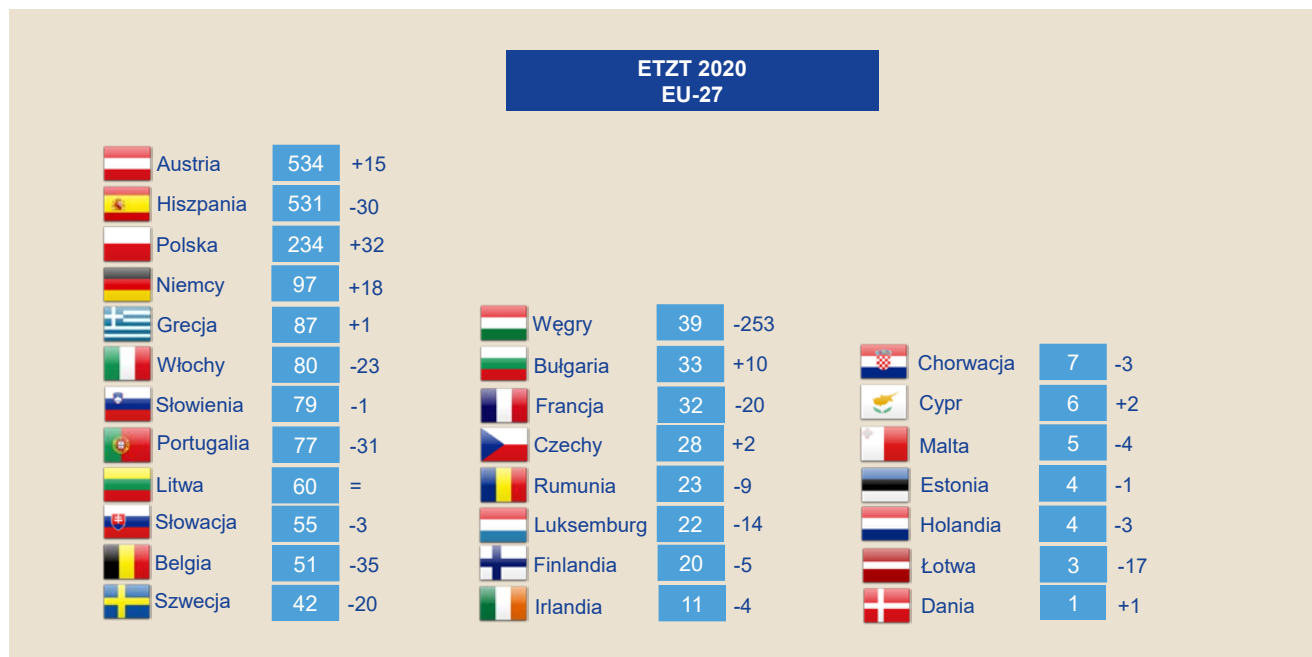 ETZT 2020
EU-27
Austria 534 +15
Hiszpania 531 -30
Polska 234 +32
Niemcy 97 +18
Grecja 87 +1
Włochy 80 -23
Słowienia 79 -1
Portugalia 77 -31
Litwa 60 =
Słowacja 55 -3
Belgia 51 -35
Szwecja 42 -20
Węgry 39 -253
Bułgaria 33 +10
Francja 32 -20
Czechy 28 +2
Rumunia 23 -9
Luksemburg 22 -14
Finlandia 20 -5
Irlandia 11 -4
Chorwacja 7 -3
Cypr 6 +2
Malta 5 -4
Estonia 4 -1
Holandia 4 -3
Łotwa 3 -17
Dania 1 +1